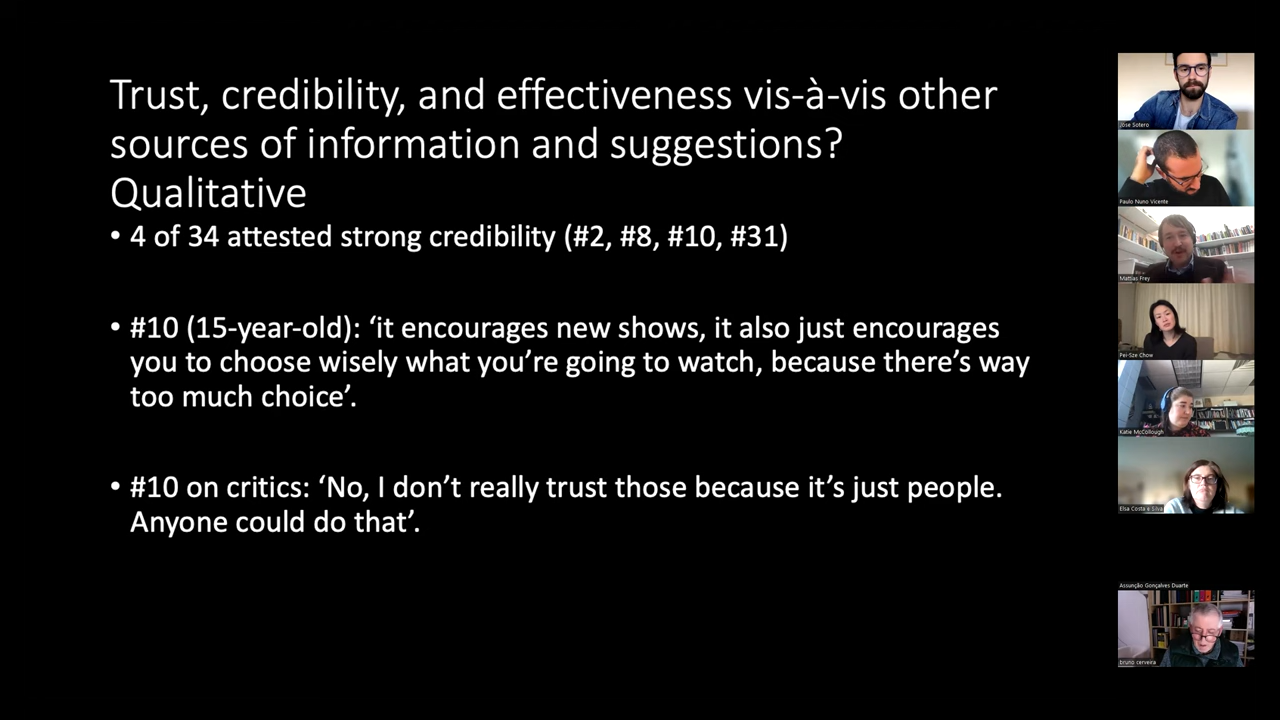 Trust, credibility, and effectiveness vis-à-vis other
sources of information and suggestions?
Qualitative
• 4 of 34 attested strong credibility (#2, #8, #10, #31)
• #10 (15-year-old): ‘it encourages new shows, it also just encourages
you to choose wisely what you’re going to watch, because there’s way
too much choice’.
• #10 on critics: ‘No, I don’t really trust those because it’s just people.
Anyone could do that’.
José Sotero
Paulo Nuno Vicente
Mattias Frey
Pei-Sze Chow
Katie McCollough
Elsa Costa e Silva
Assunção Gonçalves Duarte
bruno cerveira